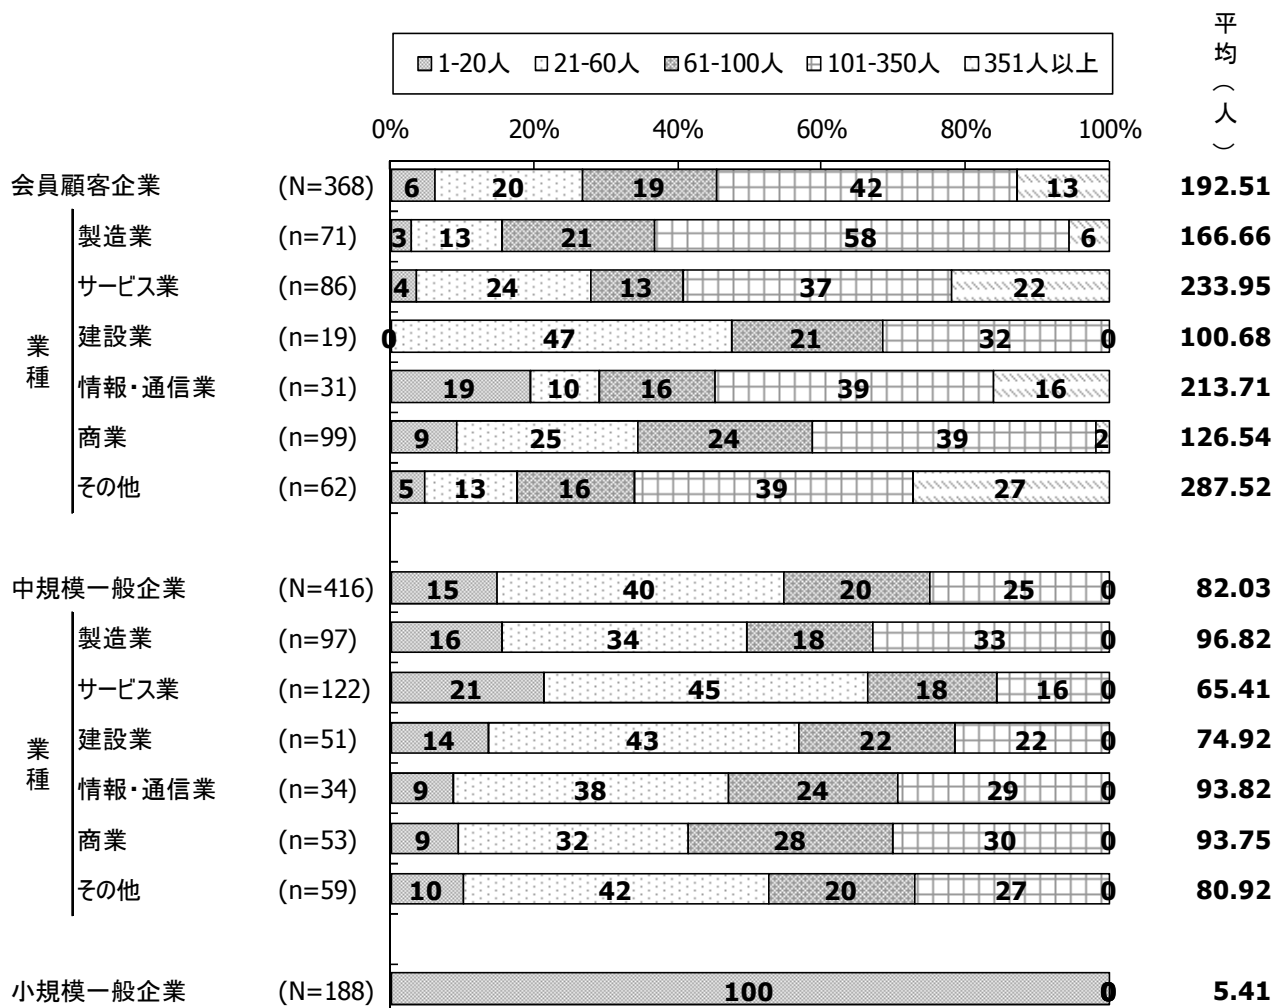 平均（人）
■1-20人 □21-60人 ■61-100人 □101-350人 □351人以上
0% 20% 40% 60% 80% 100%
会員顧客企業 (N=368) 6 20 19 42 13 192.51
業種
製造業 (n=71) 3 13 21 58 6 166.66
サービス業 (n=86) 4 24 13 37 22 233.95
建設業 (n=19) 0 47 21 32 0 100.68
情報・通信業 (n=31) 19 10 16 39 16 213.71
商業 (n=99) 9 25 24 39 2 126.54
その他 (n=62) 5 13 16 39 27 287.52
中規模一般企業 (N=416) 15 40 20 25 0 82.03
業種
製造業 (n=97) 16 34 18 33 0 96.82
サービス業 (n=122) 21 45 18 16 0 65.41
建設業 (n=51) 14 43 22 22 0 74.92
情報・通信業 (n=34) 9 38 24 29 0 93.82
商業 (n=53) 9 32 28 30 0 93.75
その他 (n=59) 10 42 20 27 0 80.92
小規模一般企業 (N=188) 100 0 5.41